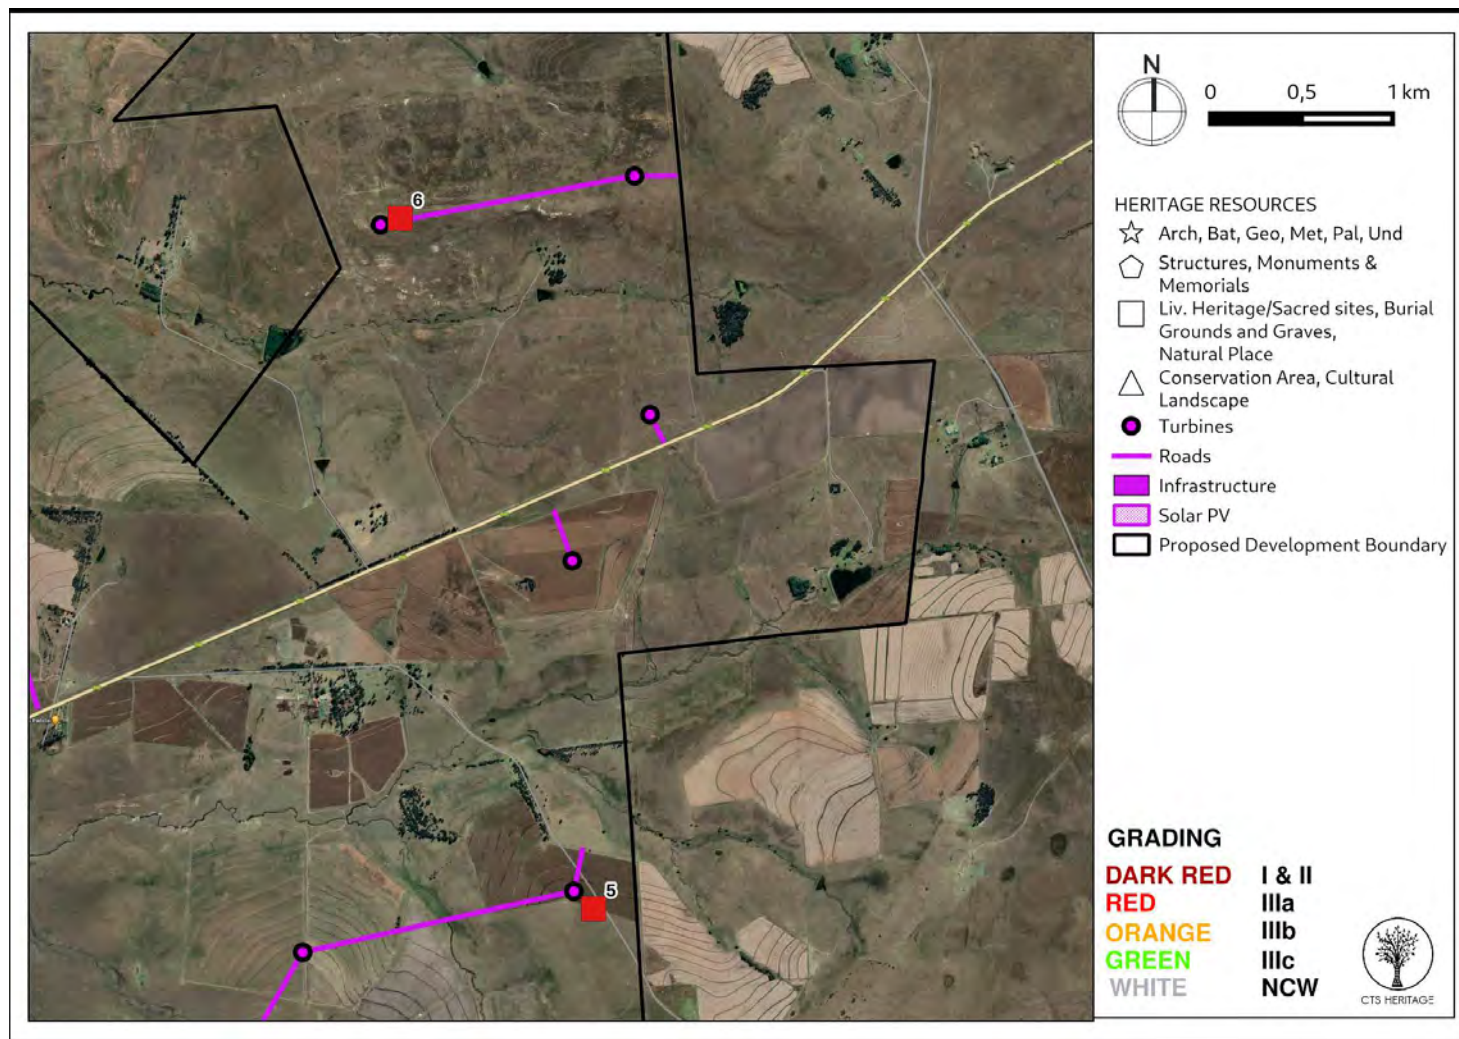 6
5
N
0 0,5 1 km
HERITAGE RESOURCES
Arch, Bat, Geo, Met, Pal, Und
Structures, Monuments &
Memorials
Liv. Heritage/Sacred sites, Burial
Grounds and Graves,
Natural Place
Conservation Area, Cultural
Landscape
Turbines
Roads
Infrastructure
Solar PV
Proposed Development Boundary
GRADING
DARK RED I & II
RED IIIa
ORANGE IIIb
GREEN IIIc
WHITE NCW
CTS HERITAGE